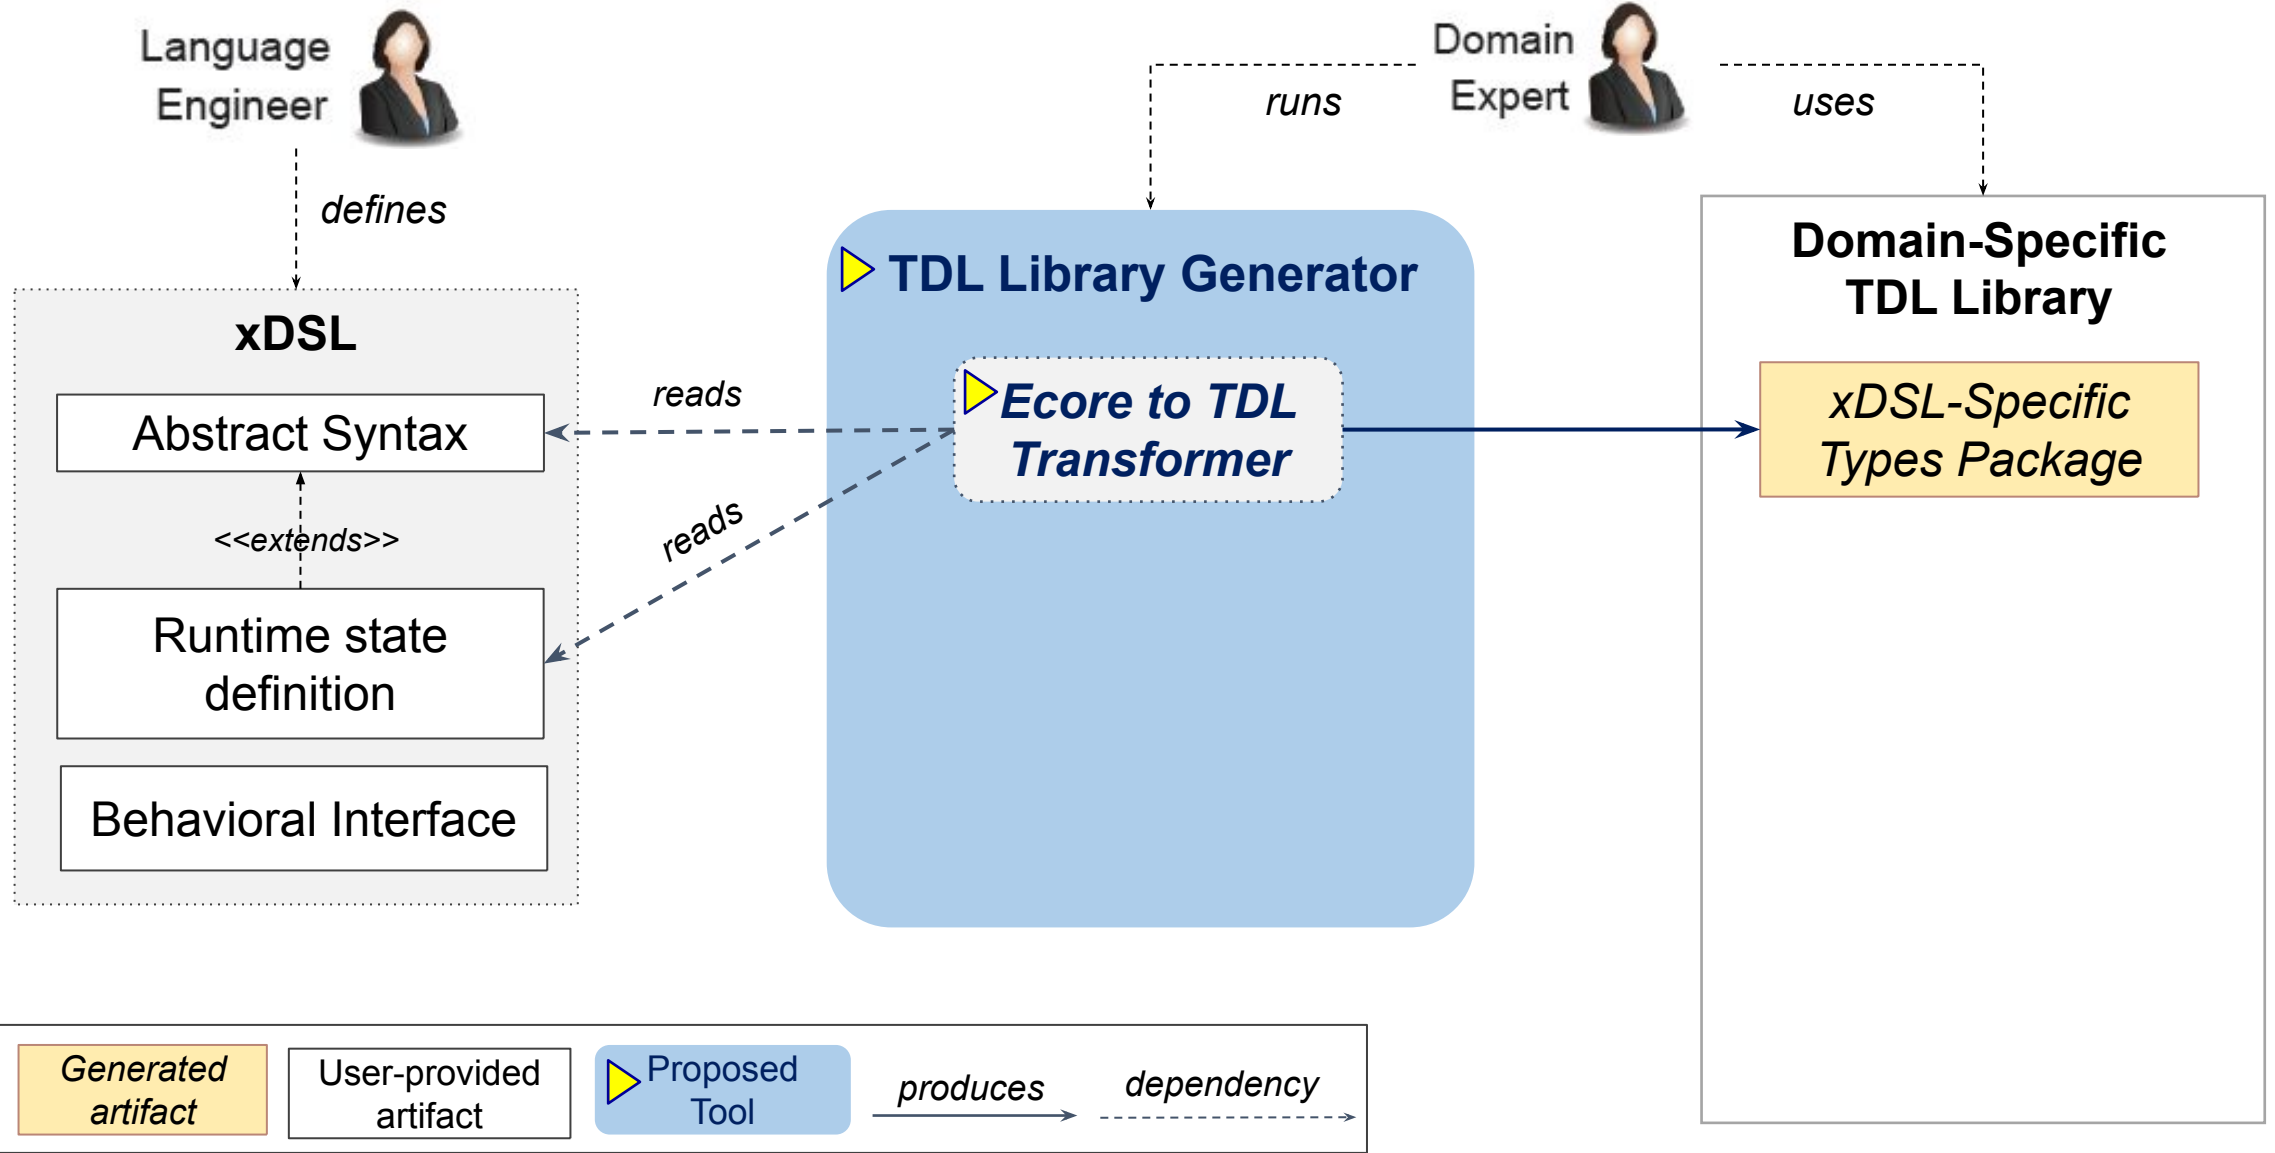 Language
Engineer
defines
xDSL
Abstract Syntax
<<extends>>
Runtime state
definition
Behavioral Interface
reads
reads
Domain
Expert
runs
uses
TDL Library Generator
Ecore to TDL
Transformer
Domain-Specific
TDL Library
xDSL-Specific
Types Package
Generated
artifact
User-provided
artifact
Proposed
Tool
produces
dependency